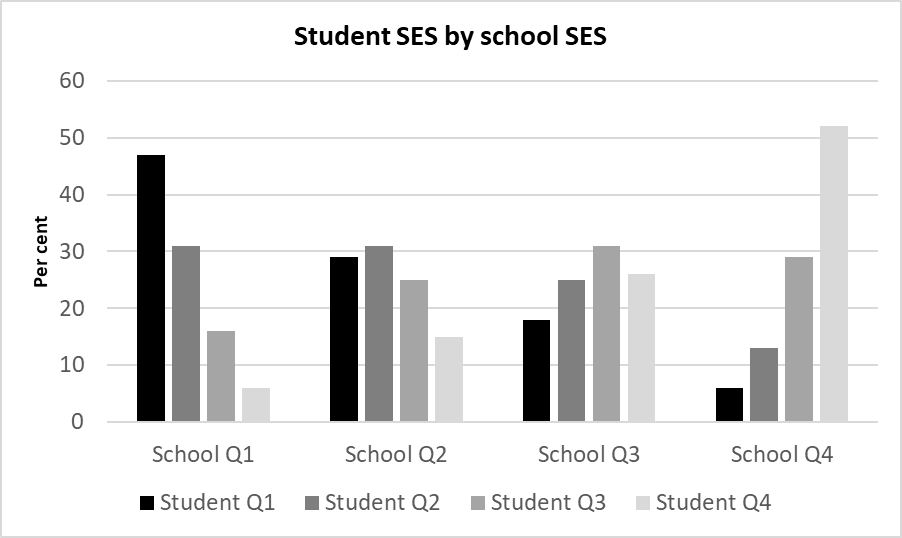 Student SES by school SES
60
50
40
30
20
10
0
Per cent
School Q1 School Q2 School Q3 School Q4
Student Q1 Student Q2 Student Q3 Student Q4